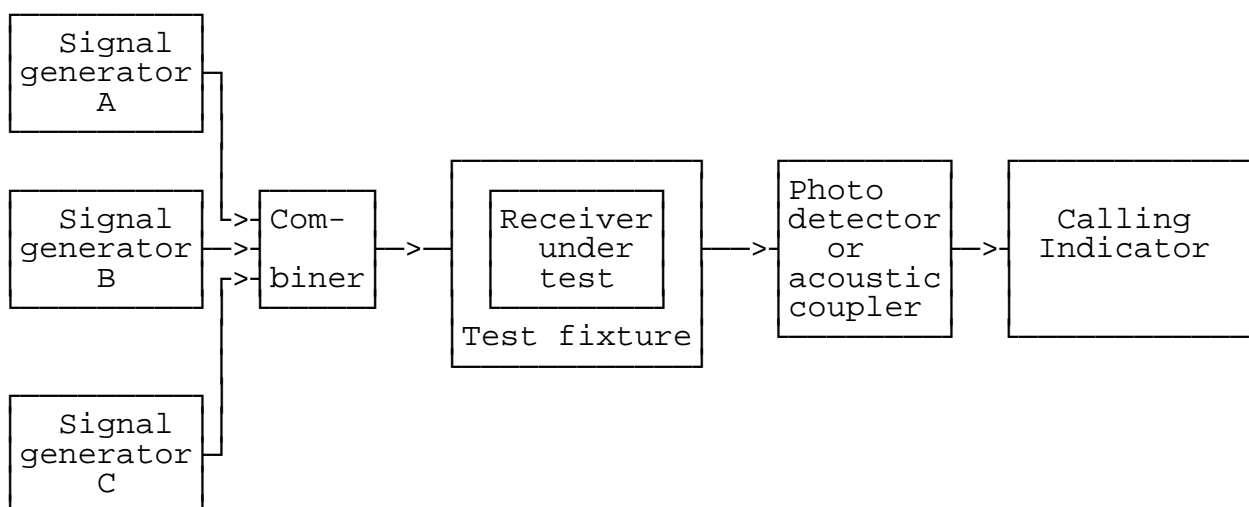 Signal
generator
A
Signal
generator
B
Signal
generator
C
Com-
biner
Receiver
under
test
Test fixture
Photo
detector
or
acoustic
coupler
Calling
Indicator